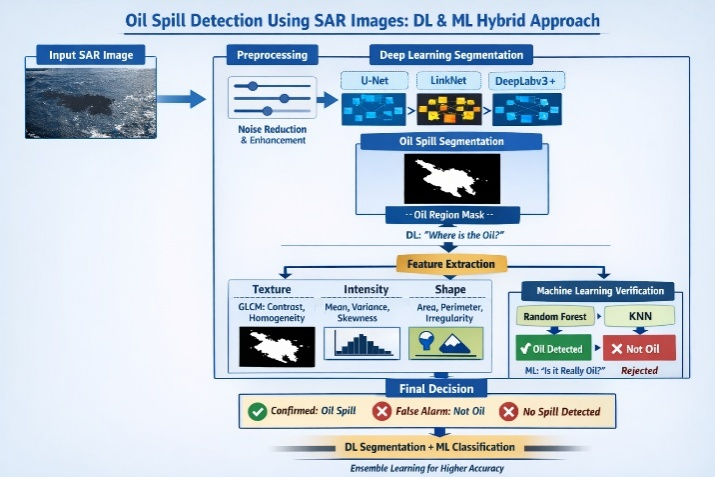 Oil Spill Detection Using SAR Images: DL & ML Hybrid Approach
Input SAR Image
Preprocessing
Deep Learning Segmentation
U-Net
LinkNet
DeepLabv3+
Noise Reduction
& Enhancement
Oil Spill Segmentation
-- Oil Region Mask --
DL: "Where is the Oil?"
Feature Extraction
Texture
GLCM: Contrast,
Homogeneity
Intensity
Mean, Variance,
Skewness
Shape
Area, Perimeter,
Irregularity
Machine Learning Verification
Random Forest
KNN
Oil Detected
Not Oil
ML: "Is it Really Oil?"
Rejected
Final Decision
Confirmed: Oil Spill
False Alarm: Not Oil
No Spill Detected
DL Segmentation + ML Classification
Ensemble Learning for Higher Accuracy